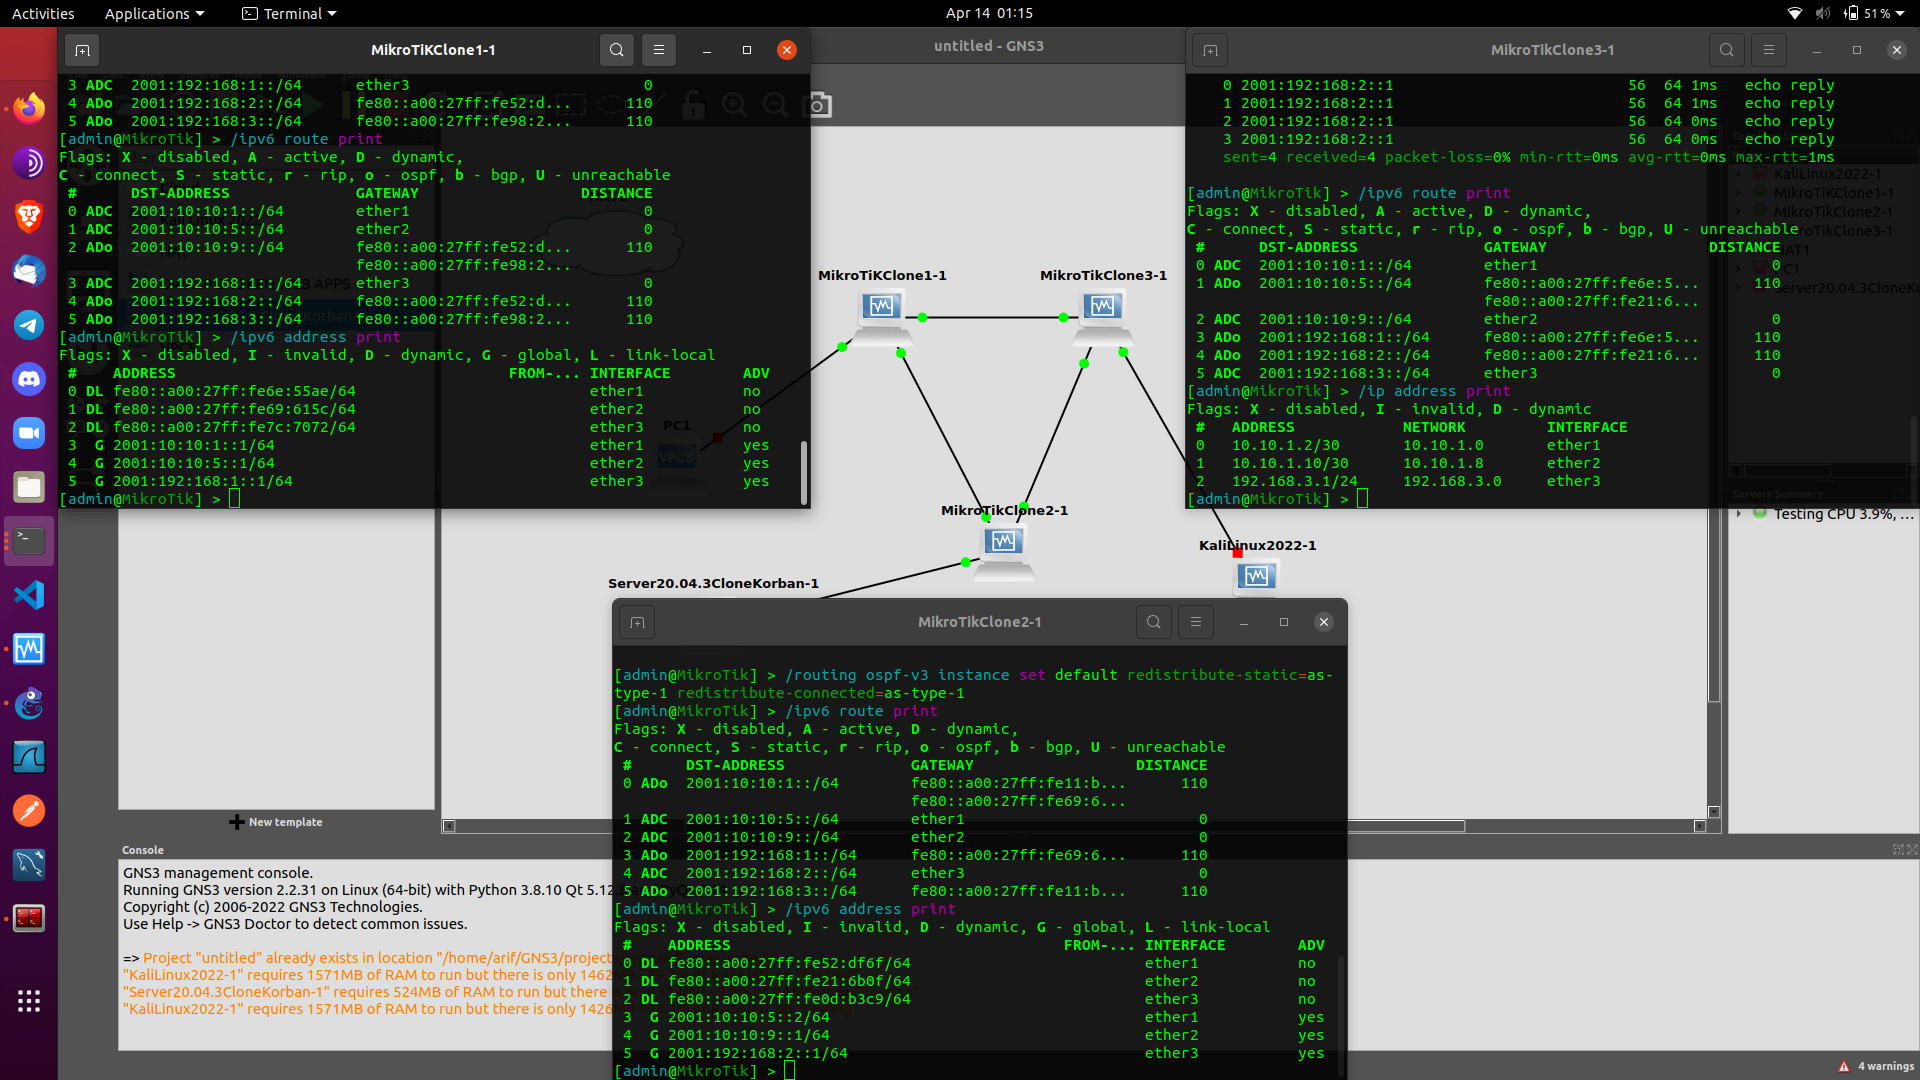 Activities Applications Terminal Apr 14 01:15 51 %
MikroTiKClone1-1
3 ADC 2001:192:168:1::/64 ether3 0
4 ADo 2001:192:168:2::/64 fe80::a00:27ff:fe52:d... 110
5 ADo 2001:192:168:3::/64 fe80::a00:27ff:fe98:2... 110
[admin@MikroTik] > /ipv6 route print
Flags: X - disabled, A - active, D - dynamic,
C - connect, S - static, r - rip, o - ospf, b - bgp, U - unreachable
# DST-ADDRESS GATEWAY DISTANCE
0 ADC 2001:10:10:1::/64 ether1 0
1 ADC 2001:10:10:5::/64 ether2 0
2 ADo 2001:10:10:9::/64 fe80::a00:27ff:fe52:d... 110
fe80::a00:27ff:fe98:2...
3 ADC 2001:192:168:1::/64 ether3 0
4 ADo 2001:192:168:2::/64 fe80::a00:27ff:fe52:d... 110
5 ADo 2001:192:168:3::/64 fe80::a00:27ff:fe98:2... 110
[admin@MikroTik] > /ipv6 address print
Flags: X - disabled, I - invalid, D - dynamic, G - global, L - link-local
# ADDRESS FROM-... INTERFACE ADV
0 DL fe80::a00:27ff:fe6e:55ae/64 ether1 no
1 DL fe80::a00:27ff:fe69:615c/64 ether2 no
2 DL fe80::a00:27ff:fe7c:7072/64 ether3 no
3 G 2001:10:10:1::1/64 ether1 yes
4 G 2001:10:10:5::1/64 ether2 yes
5 G 2001:192:168:1::1/64 ether3 yes
[admin@MikroTik] >
untitled - GNS3
MikroTikClone3-1
0 2001:192:168:2::1 56 64 1ms echo reply
1 2001:192:168:2::1 56 64 1ms echo reply
2 2001:192:168:2::1 56 64 0ms echo reply
3 2001:192:168:2::1 56 64 0ms echo reply
sent=4 received=4 packet-loss=0% min-rtt=0ms avg-rtt=0ms max-rtt=1ms
[admin@MikroTik] > /ipv6 route print
Flags: X - disabled, A - active, D - dynamic,
C - connect, S - static, r - rip, o - ospf, b - bgp, U - unreachable
# DST-ADDRESS GATEWAY DISTANCE
0 ADC 2001:10:10:1::/64 ether1 0
1 ADo 2001:10:10:5::/64 fe80::a00:27ff:fe6e:5... 110
fe80::a00:27ff:fe21:6...
2 ADC 2001:10:10:9::/64 ether2 0
3 ADo 2001:192:168:1::/64 fe80::a00:27ff:fe6e:5... 110
4 ADo 2001:192:168:2::/64 fe80::a00:27ff:fe21:6... 110
5 ADC 2001:192:168:3::/64 ether3 0
[admin@MikroTik] > /ip address print
Flags: X - disabled, I - invalid, D - dynamic
# ADDRESS NETWORK INTERFACE
0 10.10.1.2/30 10.10.1.0 ether1
1 10.10.1.10/30 10.10.1.8 ether2
2 192.168.3.1/24 192.168.3.0 ether3
[admin@MikroTik] >
KaliLinux2022-1
MikroTiKClone1-1
MikroTikClone2-1
Servers Summary
Testing CPU 3.9%, ...
MikroTiKClone1-1
MikroTikClone3-1
PC1
VPCS
MikroTikClone2-1
KaliLinux2022-1
Server20.04.3CloneKorban-1
MikroTikClone2-1
[admin@MikroTik] > /routing ospf-v3 instance set default redistribute-static=as-
type-1 redistribute-connected=as-type-1
[admin@MikroTik] > /ipv6 route print
Flags: X - disabled, A - active, D - dynamic,
C - connect, S - static, r - rip, o - ospf, b - bgp, U - unreachable
# DST-ADDRESS GATEWAY DISTANCE
0 ADo 2001:10:10:1::/64 fe80::a00:27ff:fe11:b... 110
fe80::a00:27ff:fe69:6...
1 ADC 2001:10:10:5::/64 ether1 0
2 ADC 2001:10:10:9::/64 ether2 0
3 ADo 2001:192:168:1::/64 fe80::a00:27ff:fe69:6... 110
4 ADC 2001:192:168:2::/64 ether3 0
5 ADo 2001:192:168:3::/64 fe80::a00:27ff:fe11:b... 110
[admin@MikroTik] > /ipv6 address print
Flags: X - disabled, I - invalid, D - dynamic, G - global, L - link-local
# ADDRESS FROM-... INTERFACE ADV
0 DL fe80::a00:27ff:fe52:df6f/64 ether1 no
1 DL fe80::a00:27ff:fe21:6b0f/64 ether2 no
2 DL fe80::a00:27ff:fe0d:b3c9/64 ether3 no
3 G 2001:10:10:5::2/64 ether1 yes
4 G 2001:10:10:9::1/64 ether2 yes
5 G 2001:192:168:2::1/64 ether3 yes
[admin@MikroTik] >
New template
Console
GNS3 management console.
Running GNS3 version 2.2.31 on Linux (64-bit) with Python 3.8.10 Qt 5.12
Copyright (c) 2006-2022 GNS3 Technologies.
Use Help -> GNS3 Doctor to detect common issues.
=> Project "untitled" already exists in location "/home/arif/GNS3/project
"KaliLinux2022-1" requires 1571MB of RAM to run but there is only 1462
"Server20.04.3CloneKorban-1" requires 524MB of RAM to run but there
"KaliLinux2022-1" requires 1571MB of RAM to run but there is only 1426
4 warnings